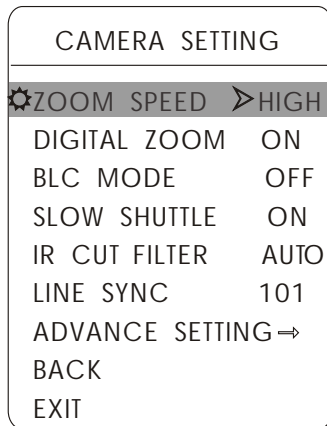 CAMERA SETTING
ZOOM SPEED HIGH
DIGITAL ZOOM ON
BLC MODE OFF
SLOW SHUTTLE ON
IR CUT FILTER AUTO
LINE SYNC 101
ADVANCE SETTING→
BACK
EXIT